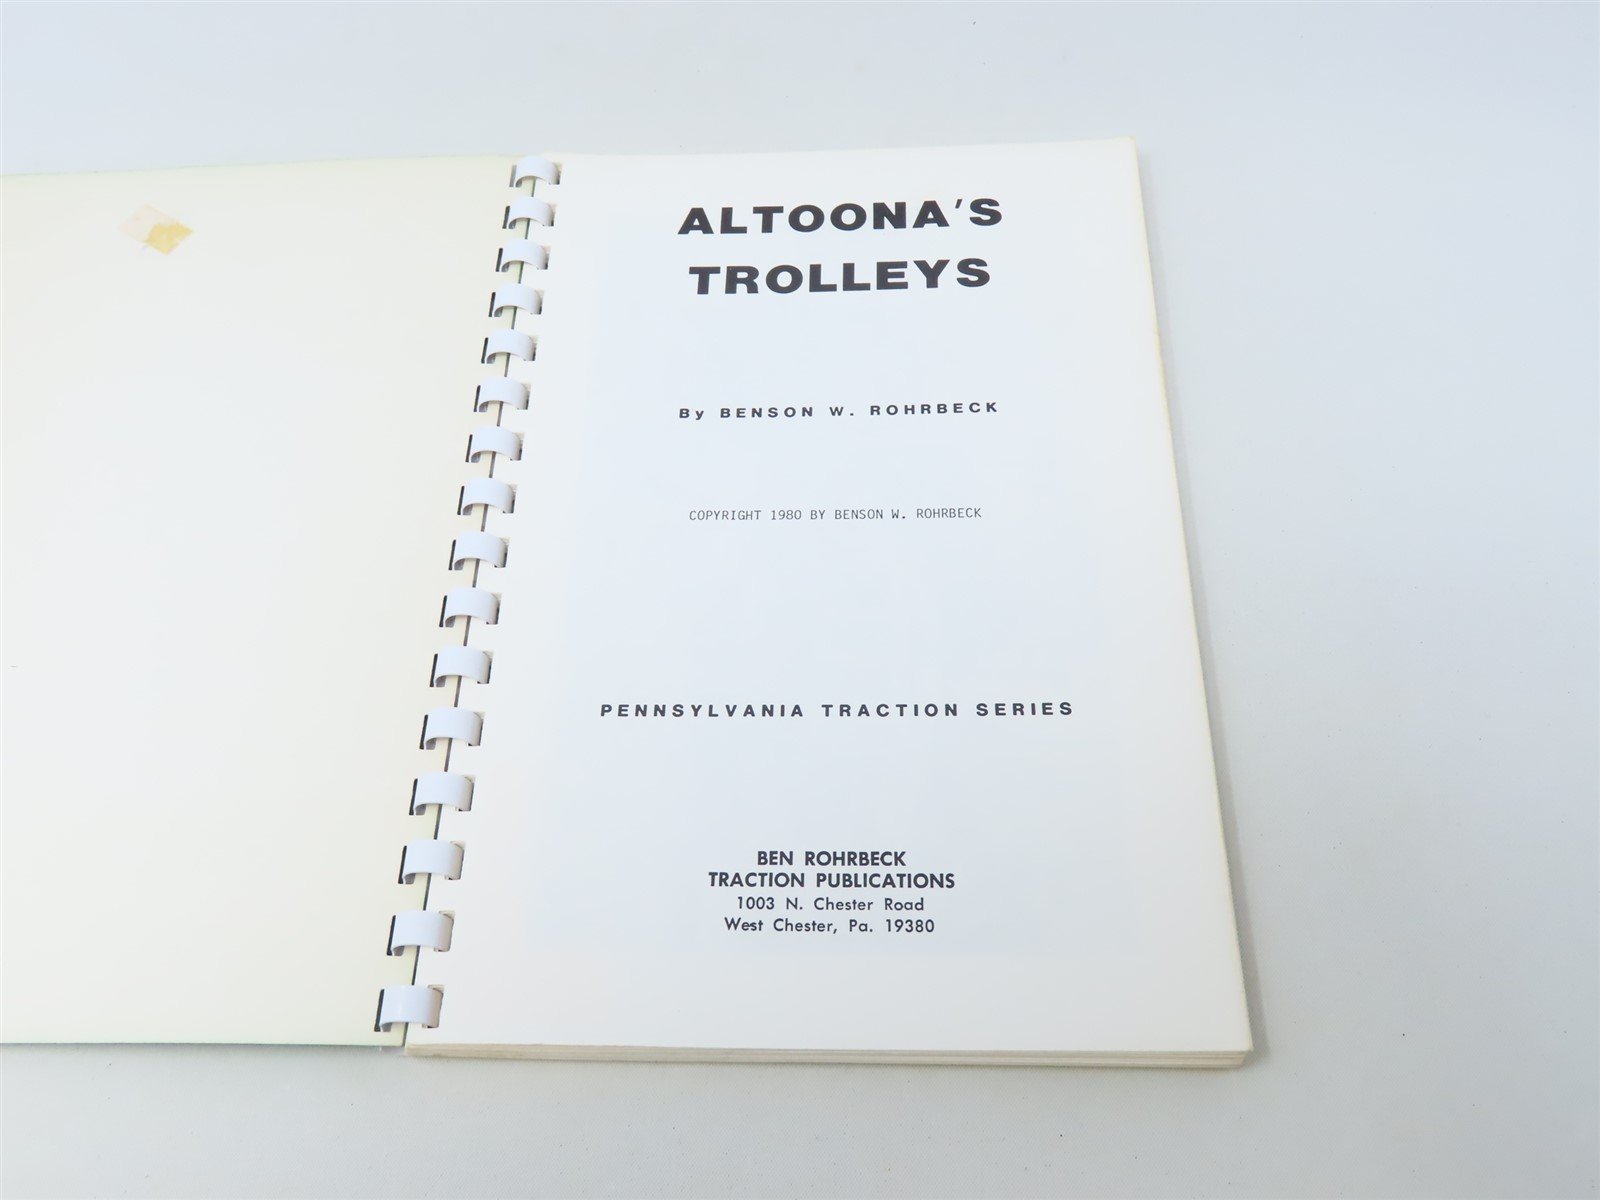 ALTOONA'S
TROLLEYS
By BENSON W. ROHRBECK
COPYRIGHT 1980 BY BENSON W. ROHRBECK
PENNSYLVANIA TRACTION SERIES
BEN ROHRBECK
TRACTION PUBLICATIONS
1003 N. Chester Road
West Chester, Pa. 19380